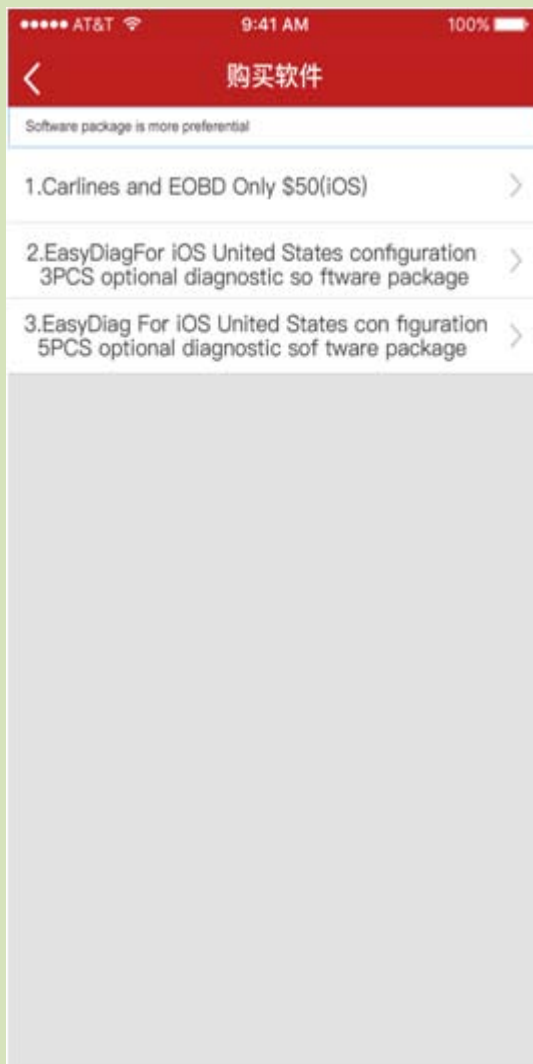 AT&T 9:41 AM 100%
购买软件
Software package is more preferential
1.Carlines and EOBD Only $50(iOS)
2.EasyDiagFor iOS United States configuration
3PCS optional diagnostic so ftware package
3.EasyDiag For iOS United States con figuration
5PCS optional diagnostic sof tware package